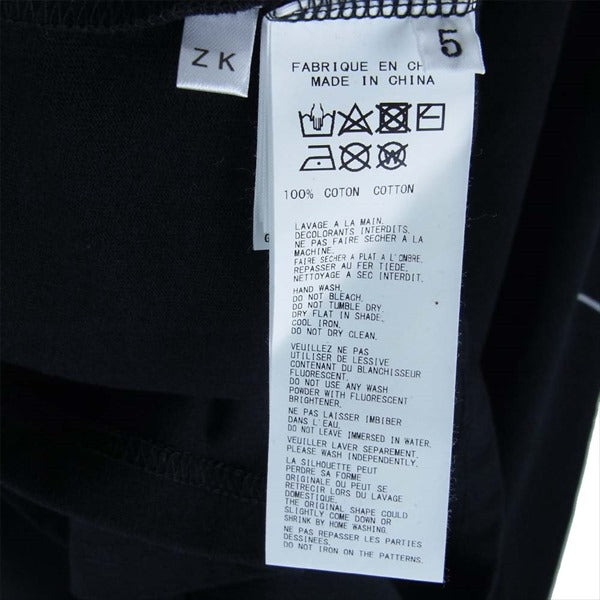 ZK
5
FABRIQUE EN
MADE IN CHINA
100% COTON COTTON
LAVAGE A LA MAIN.
DECOLORANTS INTERDITS.
NE PAS FAIRE SECHER A LA
MACHINE.
FAIRE SECHER A PLAT A L'OMBRE.
REPASSER AU FER TIEDE.
NETTOYAGE A SEC INTERDIT.
HAND WASH.
DO NOT BLEACH.
DO NOT TUMBLE DRY.
DRY FLAT IN SHADE.
COOL IRON.
DO NOT DRY CLEAN.
VEUILLEZ NE PAS
UTILISER DE LESSIVE
CONTENANT DU BLANCHISSEUR
FLUORESCENT.
DO NOT USE ANY WASH
POWDER WITH FLUORESCENT
BRIGHTENER.
NE PAS LAISSER IMBIBER
DANS L'EAU.
DO NOT LEAVE IMMERSED IN WATER.
VEUILLER LAVER SEPAREMENT.
PLEASE WASH INDEPENDENTLY.
LA SILHOUETTE PEUT
PERDRE SA FORME
ORIGINALE OU PEUT SE
RETRECIR LORS DU LAVAGE
DOMESTIQUE.
THE ORIGINAL SHAPE COULD
SLIGHTLY COME DOWN OR
SHRINK BY HOME WASHING.
NE PAS REPASSER LES PARTIES
DESSINEES.
DO NOT IRON ON THE PATTERNS.